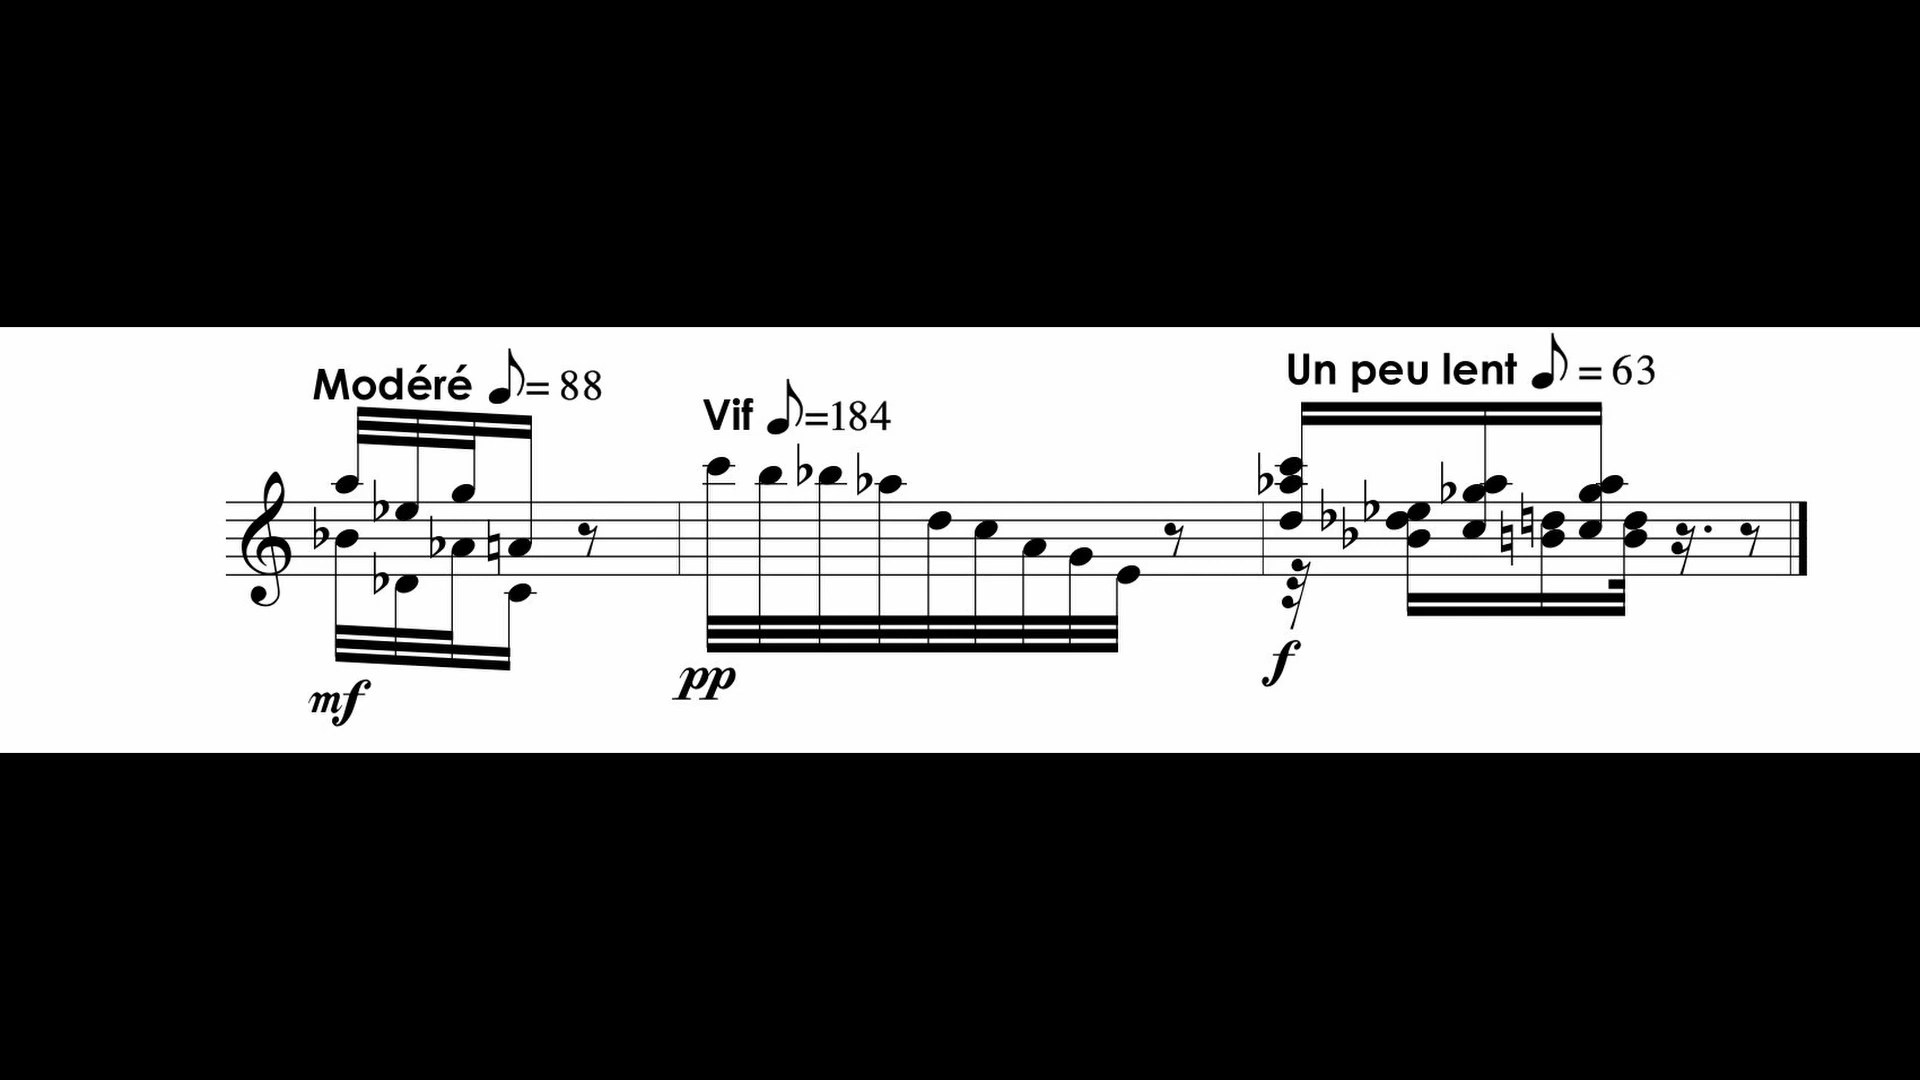 Modéré ♪= 88
Vif ♪=184
Un peu lent ♪ = 63
mf
pp
f